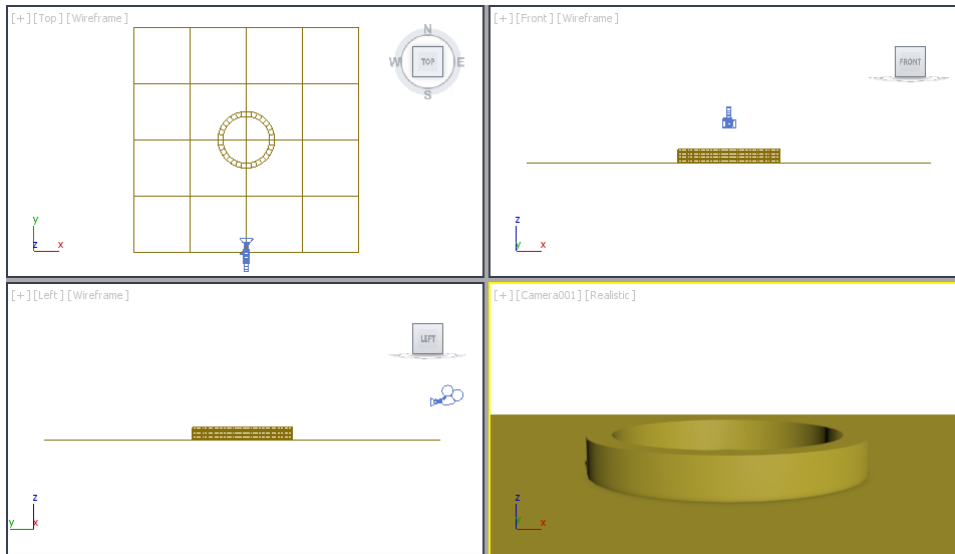 [+] [Top] [Wireframe]
N
W TOP E
S
y
z x
[+] [Front] [Wireframe]
FRONT
z
y x
[+] [Left] [Wireframe]
LEFT
z
y x
[+] [Camera001] [Realistic]
z
y x